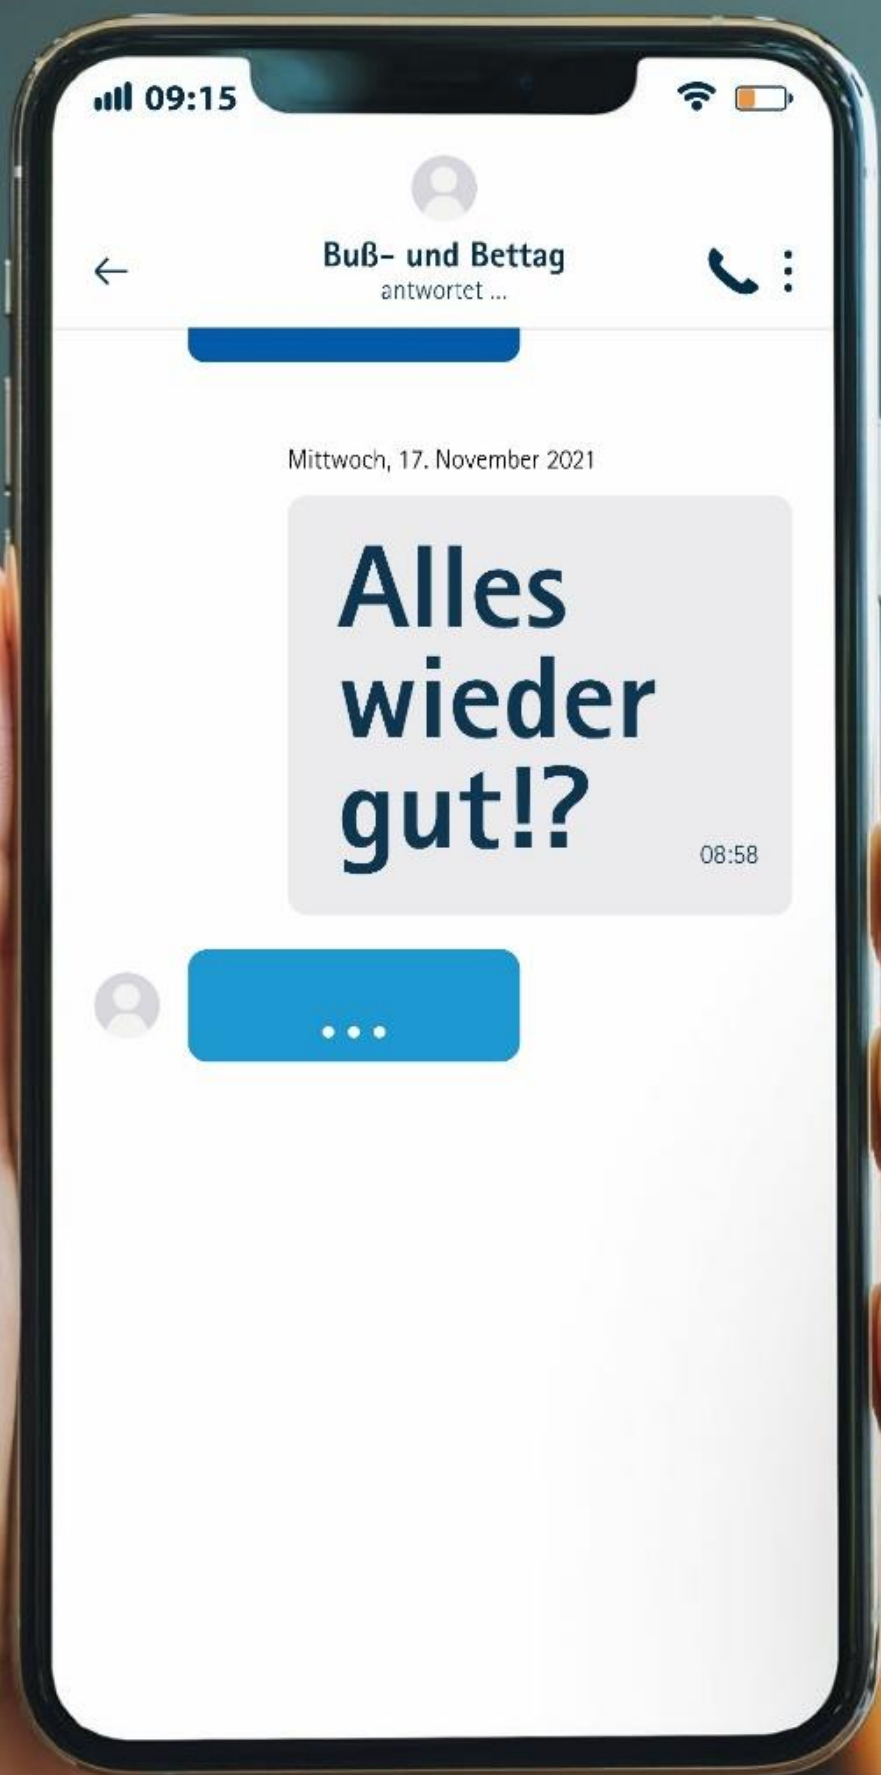 09:15
Buß- und Bettag
antwortet ...
Mittwoch, 17. November 2021
Alles
wieder
gut!?
08:58
...